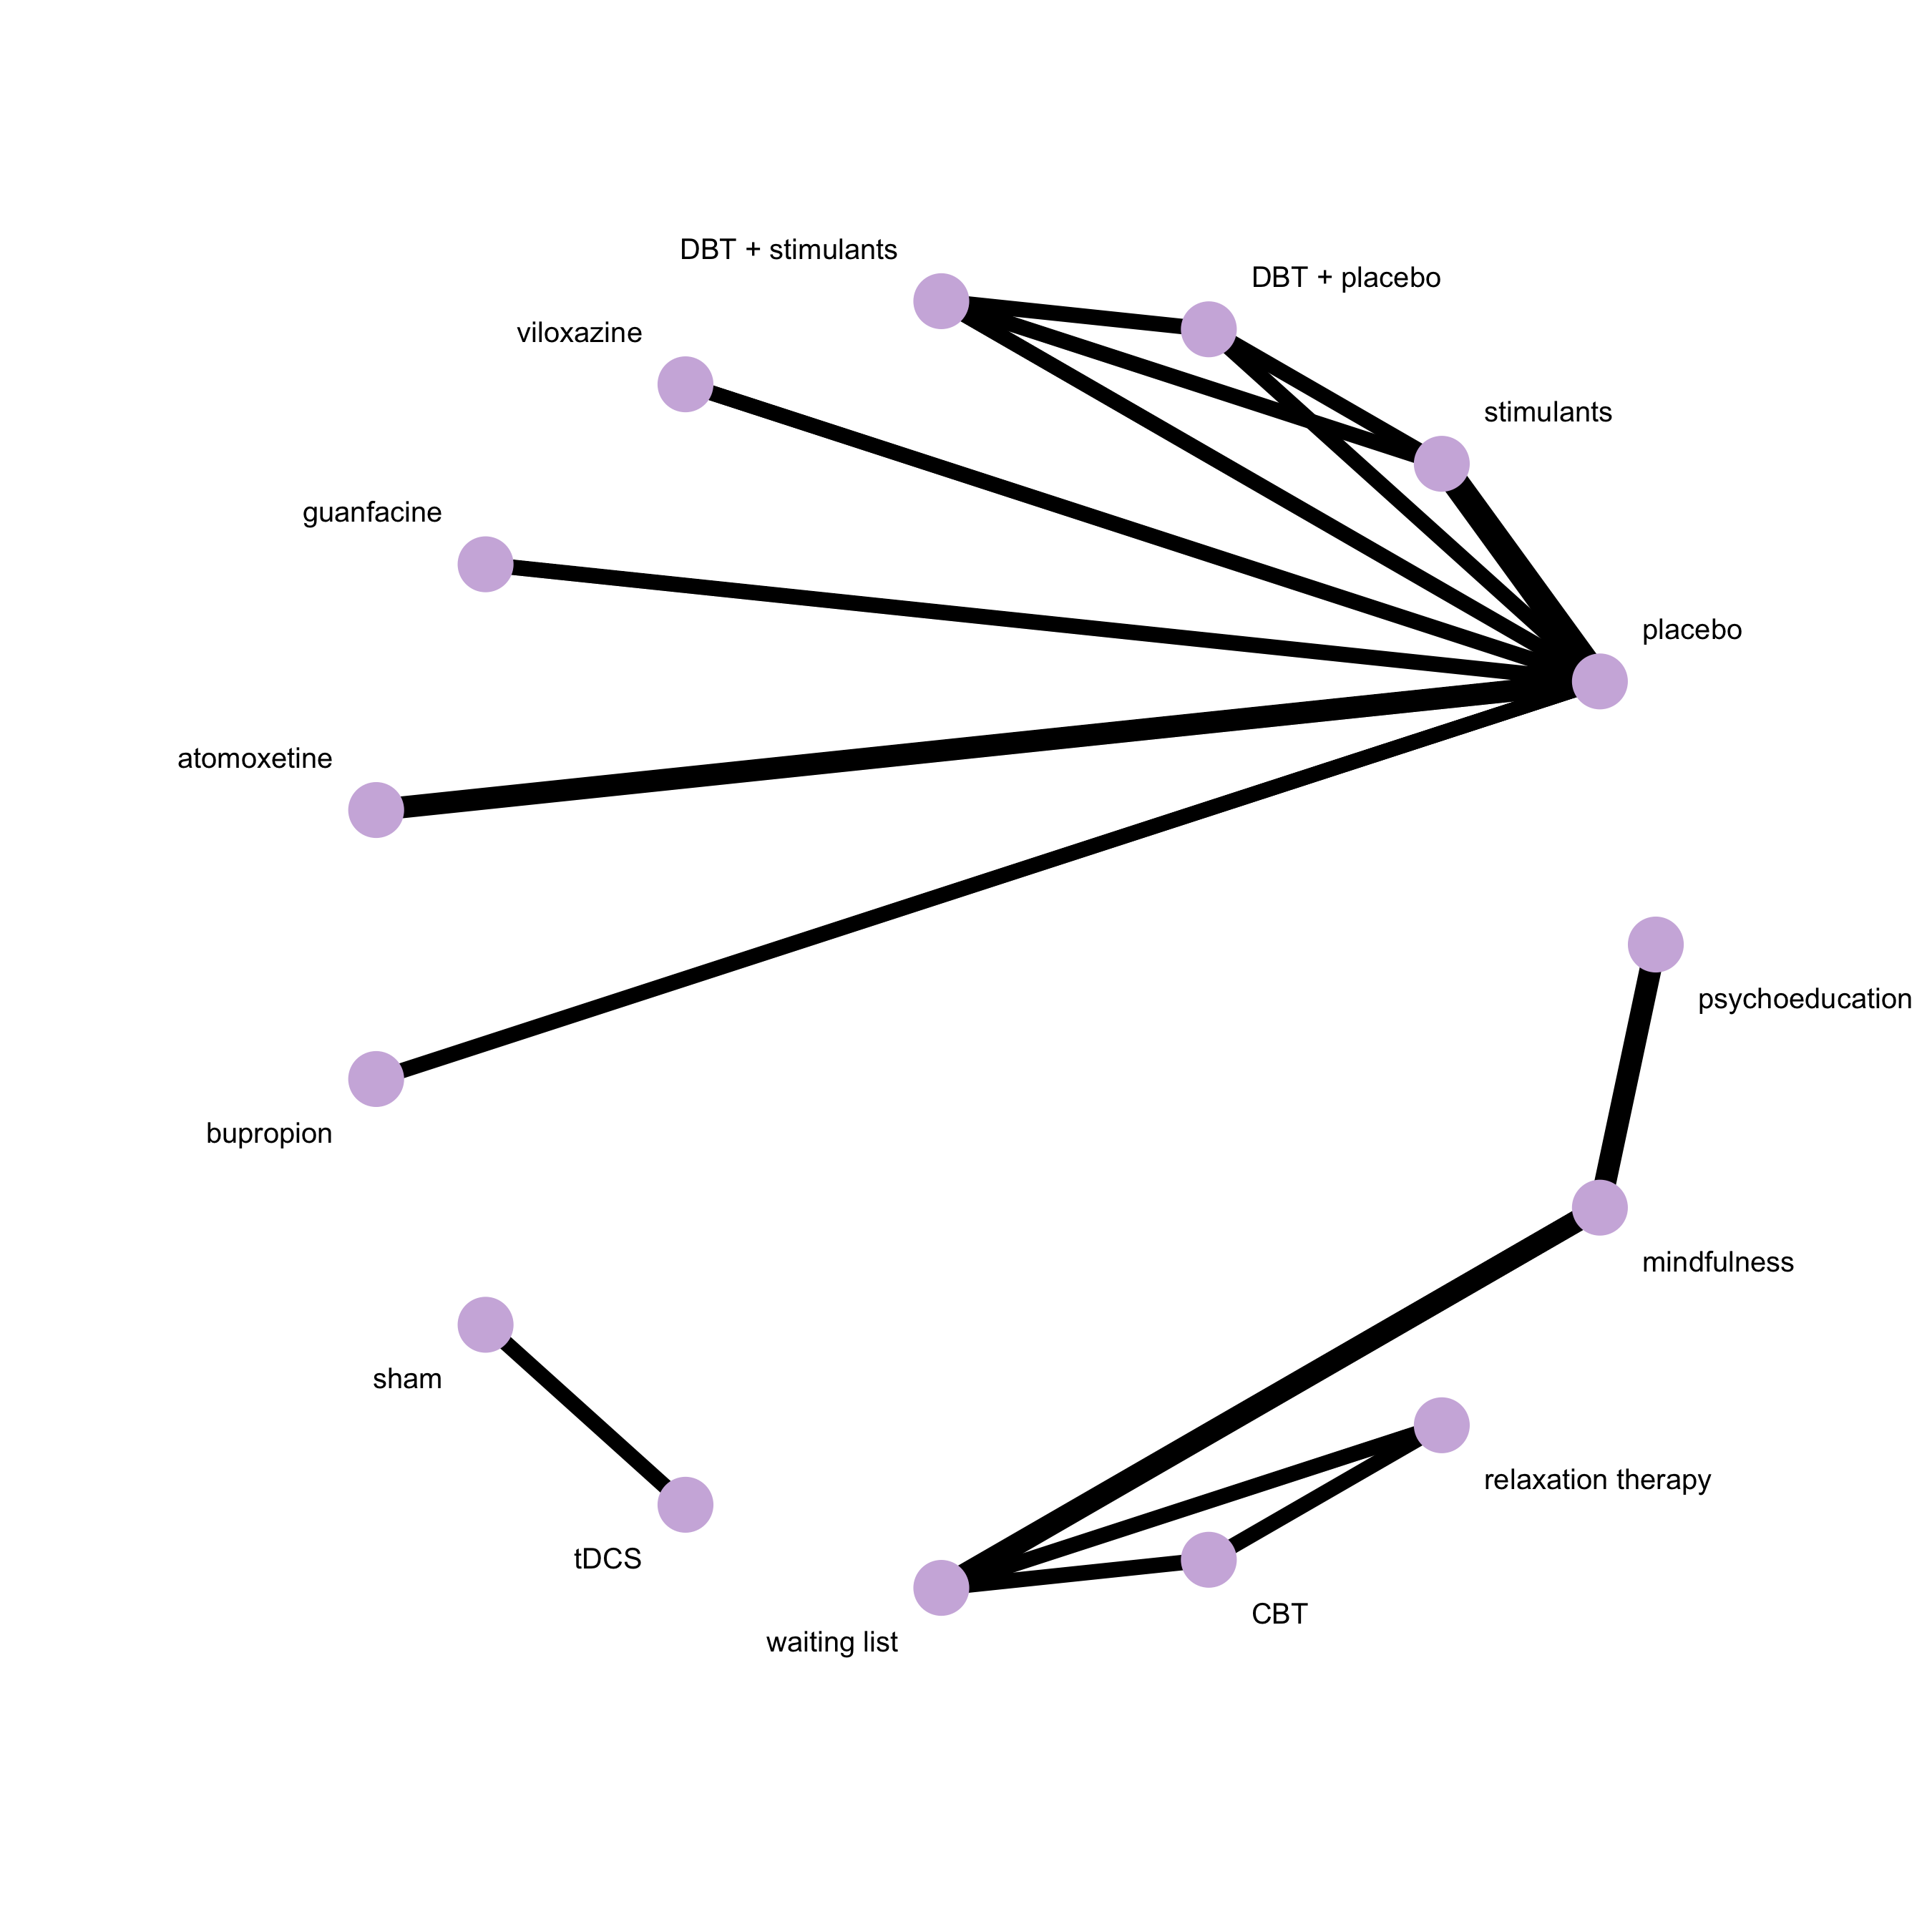 DBT + stimulants
DBT + placebo
viloxazine
stimulants
guanfacine
placebo
atomoxetine
psychoeducation
bupropion
mindfulness
sham
relaxation therapy
tDCS
CBT
waiting list